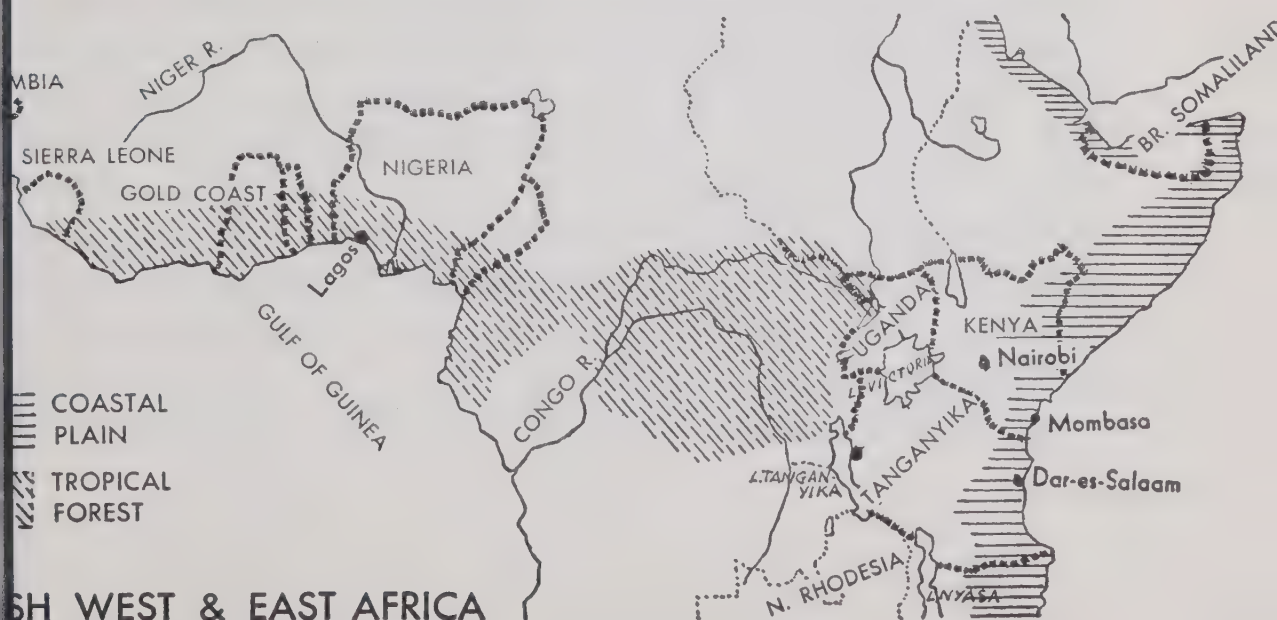 NIGER R.
MBIA
SIERRA LEONE
GOLD COAST
NIGERIA
Lagos
GULF OF GUINEA
CONGO R.
BR. SOMALILAND
UGANDA
KENYA
Nairobi
L. VICTORIA
Mombasa
TANGANYIKA
Dar-es-Salaam
L.TANGAN-
YIKA
N. RHODESIA
L.NYASA
COASTAL
PLAIN
TROPICAL
FOREST
SH WEST & EAST AFRICA